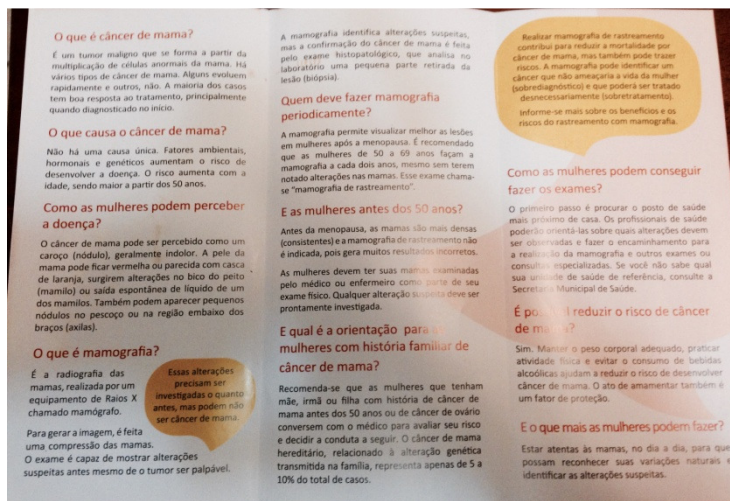 O que é câncer de mama?
É um tumor maligno que se forma a partir da
multiplicação de células anormais da mama. Há
vários tipos de câncer de mama. Alguns evoluem
rapidamente e outros, não. A maioria dos casos
tem boa resposta ao tratamento, principalmente
quando diagnosticado no início.
O que causa o câncer de mama?
Não há uma causa única. Fatores ambientais,
hormonais e genéticos aumentam o risco de
desenvolver a doença. O risco aumenta com a
idade, sendo maior a partir dos 50 anos.
Como as mulheres podem perceber
a doença?
O câncer de mama pode ser percebido como um
caroço (nódulo), geralmente indolor. A pele da
mama pode ficar vermelha ou parecida com casca
de laranja, surgirem alterações no bico do peito
(mamilo) ou saída espontânea de líquido de um
dos mamilos. Também podem aparecer pequenos
nódulos no pescoço ou na região embaixo dos
braços (axilas).
O que é mamografia?
É a radiografia das
mamas, realizada por um
equipamento de Raios X
chamado mamógrafo.
Para gerar a imagem, é feita
uma compressão das mamas.
O exame é capaz de mostrar alterações
suspeitas antes mesmo de o tumor ser palpável.
Essas alterações
precisam ser
investigadas o quanto
antes, mas podem não
ser câncer de mama.
A mamografia identifica alterações suspeitas,
mas a confirmação do câncer de mama é feita
pelo exame histopatológico, que analisa no
laboratório uma pequena parte retirada da
lesão (biópsia).
Quem deve fazer mamografia
periodicamente?
A mamografia permite visualizar melhor as lesões
em mulheres após a menopausa. É recomendado
que as mulheres de 50 a 69 anos façam a
mamografia a cada dois anos, mesmo sem terem
notado alterações nas mamas. Esse exame chama-
se "mamografia de rastreamento".
E as mulheres antes dos 50 anos?
Antes da menopausa, as mamas são mais densas
(consistentes) e a mamografia de rastreamento não
é indicada, pois gera muitos resultados incorretos.
As mulheres devem ter suas mamas examinadas
pelo médico ou enfermeiro como parte de seu
exame físico. Qualquer alteração suspeita deve ser
prontamente investigada.
E qual é a orientação para as
mulheres com história familiar de
câncer de mama?
Recomenda-se que as mulheres que tenham
mãe, irmã ou filha com história de câncer de
mama antes dos 50 anos ou de câncer de ovário
conversem com o médico para avaliar seu risco
e decidir a conduta a seguir. O câncer de mama
hereditário, relacionado à alteração genética
transmitida na família, representa apenas de 5 a
10% do total de casos.
Realizar mamografia de rastreamento
contribui para reduzir a mortalidade por
câncer de mama, mas também pode trazer
riscos. A mamografia pode identificar um
câncer que não ameaçaria a vida da mulher
(sobrediagnóstico) e que poderá ser tratado
desnecessariamente (sobretratamento).
Informe-se mais sobre os benefícios e os
riscos do rastreamento com mamografia.
Como as mulheres podem conseguir
fazer os exames?
O primeiro passo é procurar o posto de saúde
mais próximo de casa. Os profissionais de saúde
poderão orientá-las sobre quais alterações devem
ser observadas e fazer o encaminhamento para
a realização da mamografia e outros exames ou
consultas especializadas. Se você não sabe qual
sua unidade de saúde de referência, consulte a
Secretaria Municipal de Saúde.
É possível reduzir o risco de câncer
de mama?
Sim. Manter o peso corporal adequado, praticar
atividade física e evitar o consumo de bebidas
alcoólicas ajudam a reduzir o risco de desenvolver
câncer de mama. O ato de amamentar também é
um fator de proteção.
E o que mais as mulheres podem fazer?
Estar atentas às mamas, no dia a dia, para que
possam reconhecer suas variações naturais e
identificar as alterações suspeitas.